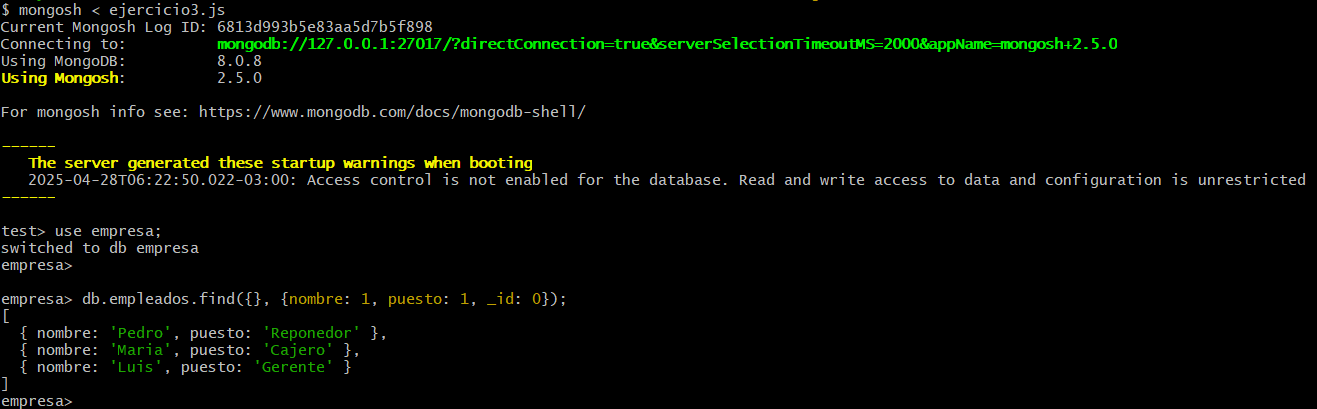 $ mongosh < ejercicio3.js
Current Mongosh Log ID: 6813d993b5e83aa5d7b5f898
Connecting to:          mongodb://127.0.0.1:27017/?directConnection=true&serverSelectionTimeoutMS=2000&appName=mongosh+2.5.0
Using MongoDB:          8.0.8
Using Mongosh:          2.5.0

For mongosh info see: https://www.mongodb.com/docs/mongodb-shell/

------
   The server generated these startup warnings when booting
   2025-04-28T06:22:50.022-03:00: Access control is not enabled for the database. Read and write access to data and configuration is unrestricted
------

test> use empresa;
switched to db empresa
empresa>

empresa> db.empleados.find({}, {nombre: 1, puesto: 1, _id: 0});
[
  { nombre: 'Pedro', puesto: 'Reponedor' },
  { nombre: 'Maria', puesto: 'Cajero' },
  { nombre: 'Luis', puesto: 'Gerente' }
]
empresa>